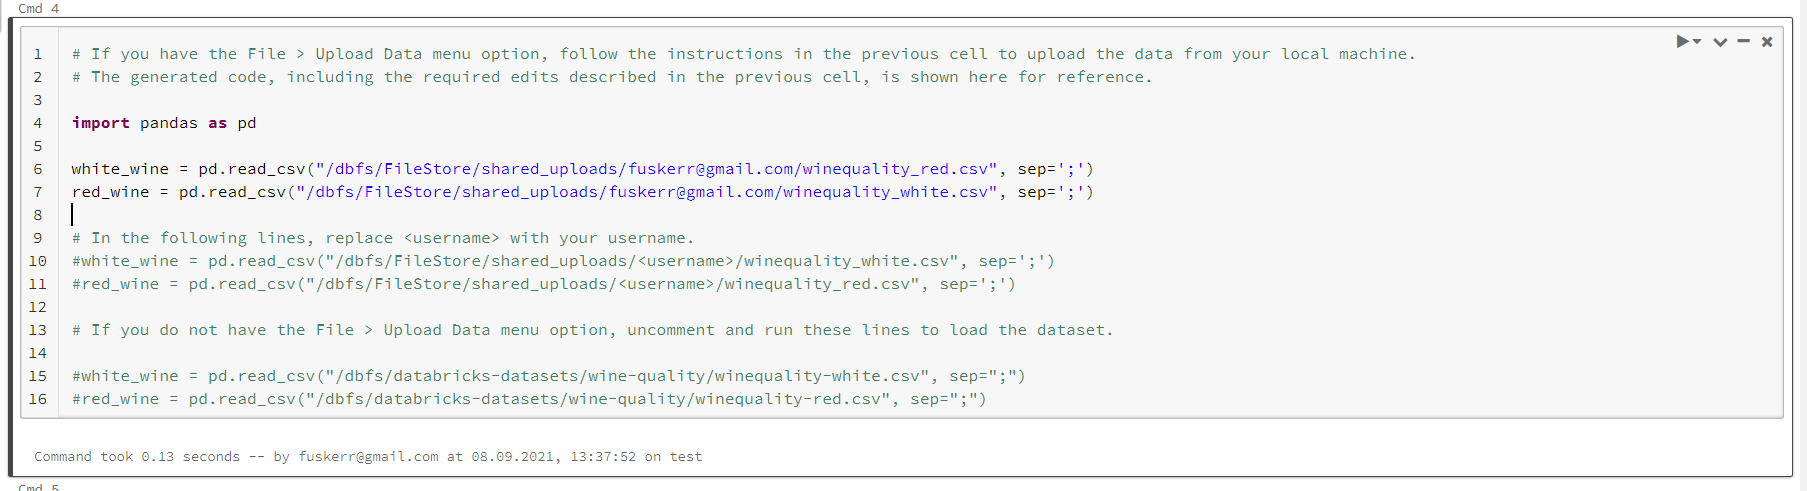 Cmd 4
1 # If you have the File > Upload Data menu option, follow the instructions in the previous cell to upload the data from your local machine.
2 # The generated code, including the required edits described in the previous cell, is shown here for reference.
3
4 import pandas as pd
5
6 white_wine = pd.read_csv("/dbfs/FileStore/shared_uploads/fuskerr@gmail.com/winequality_red.csv", sep=';')
7 red_wine = pd.read_csv("/dbfs/FileStore/shared_uploads/fuskerr@gmail.com/winequality_white.csv", sep=';')
8
9 # In the following lines, replace <username> with your username.
10 #white_wine = pd.read_csv("/dbfs/FileStore/shared_uploads/<username>/winequality_white.csv", sep=';')
11 #red_wine = pd.read_csv("/dbfs/FileStore/shared_uploads/<username>/winequality_red.csv", sep=';')
12
13 # If you do not have the File > Upload Data menu option, uncomment and run these lines to load the dataset.
14
15 #white_wine = pd.read_csv("/dbfs/databricks-datasets/wine-quality/winequality-white.csv", sep=";")
16 #red_wine = pd.read_csv("/dbfs/databricks-datasets/wine-quality/winequality-red.csv", sep=";")
Command took 0.13 seconds -- by fuskerr@gmail.com at 08.09.2021, 13:37:52 on test
Cmd 5